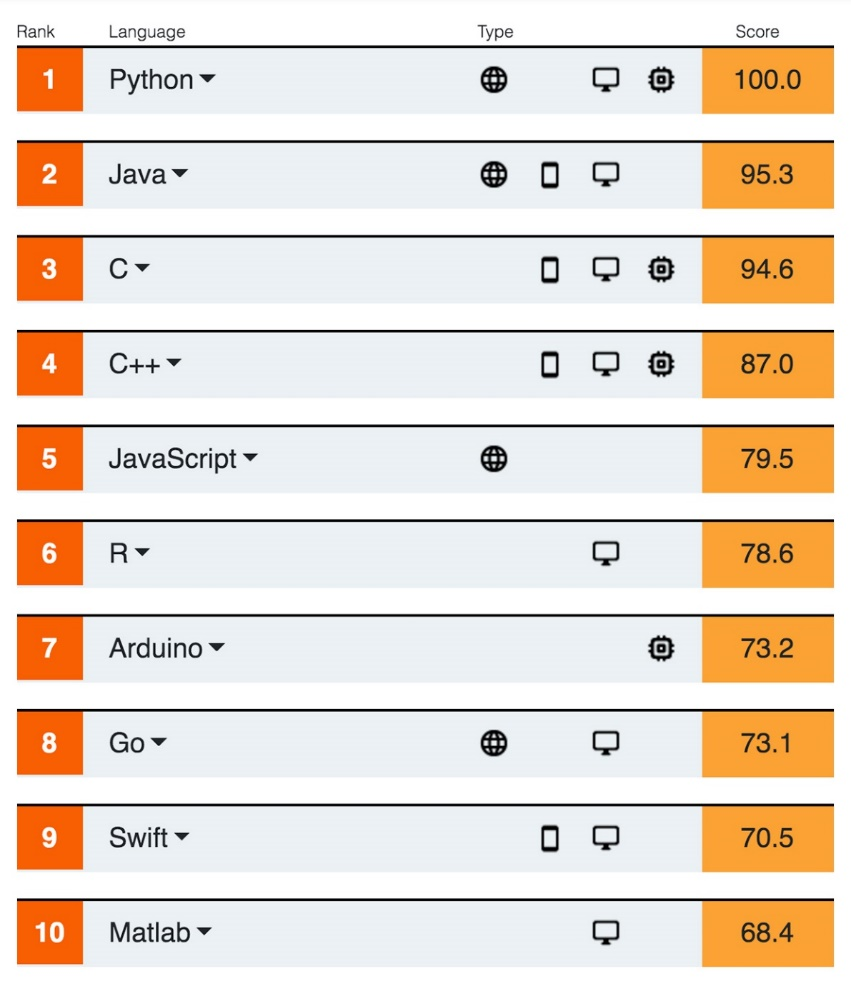 Rank Language Type Score
1 Python 100.0
2 Java 95.3
3 C 94.6
4 C++ 87.0
5 JavaScript 79.5
6 R 78.6
7 Arduino 73.2
8 Go 73.1
9 Swift 70.5
10 Matlab 68.4